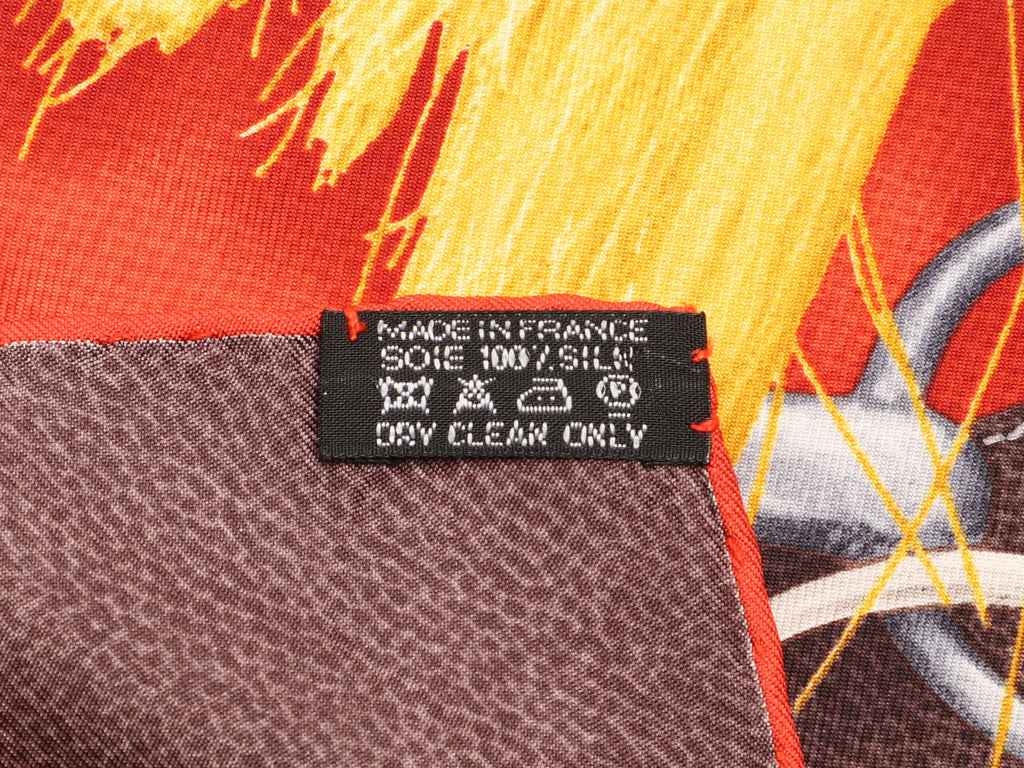 MADE IN FRANCE
SOIE 100% SILK
P
DRY CLEAN ONLY